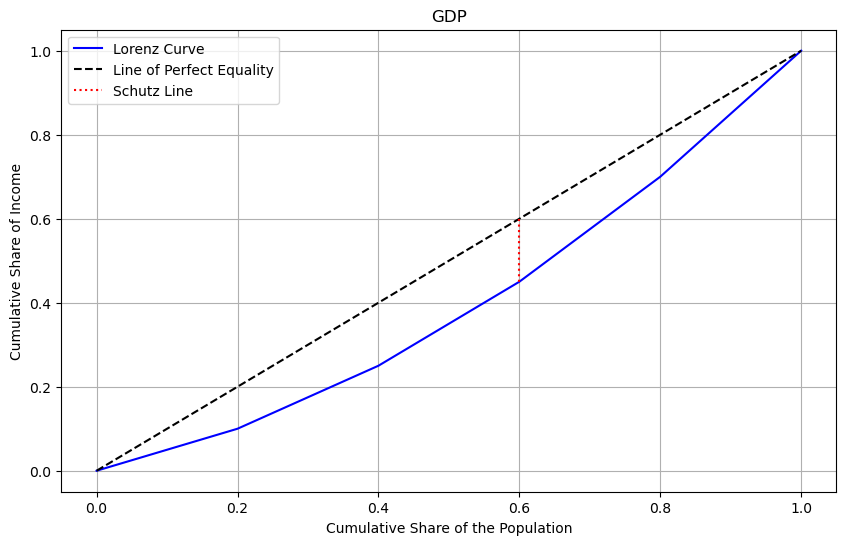 GDP
Lorenz Curve
Line of Perfect Equality
Schutz Line
1.0
0.8
0.6
0.4
0.2
0.0
Cumulative Share of Income
0.0 0.2 0.4 0.6 0.8 1.0
Cumulative Share of the Population